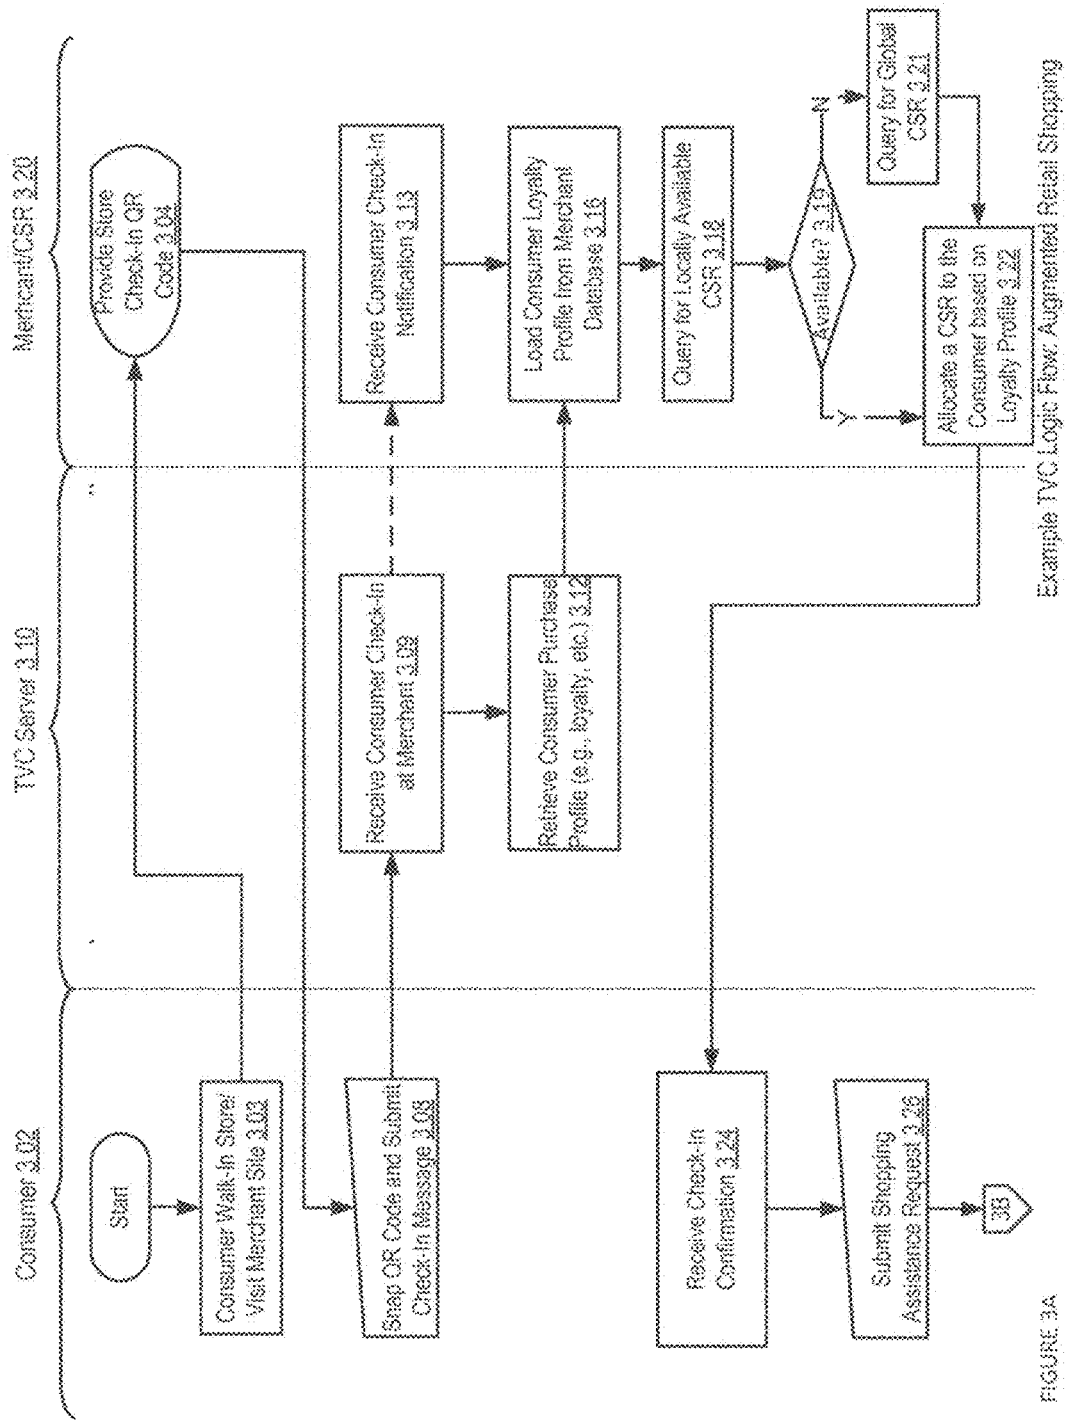 Consumer 3.02
TVC Server 3.10
Merhcant/CSR 3.20
Start
Consumer Walk-In Store/
Visit Merchant Site 3.03
Provide Store
Check-In QR
Code 3.04
Snap QR Code and Submit
Check-In Message 3.08
Receive Consumer Check-In
at Merchant 3.09
Receive Consumer Check-In
Notification 3.13
Retrieve Consumer Purchase
Profile (e.g., loyalty, etc.) 3.12
Load Consumer Loyalty
Profile from Merchant
Database 3.16
Query for Locally Available
CSR 3.18
Available? 3.19
N
Y
Query for Global
CSR 3.21
Allocate a CSR to the
Consumer based on
Loyalty Profile 3.22
Receive Check-In
Confirmation 3.24
Submit Shopping
Assistance Request 3.26
3B
FIGURE 3A
Example TVC Logic Flow: Augmented Retail Shopping